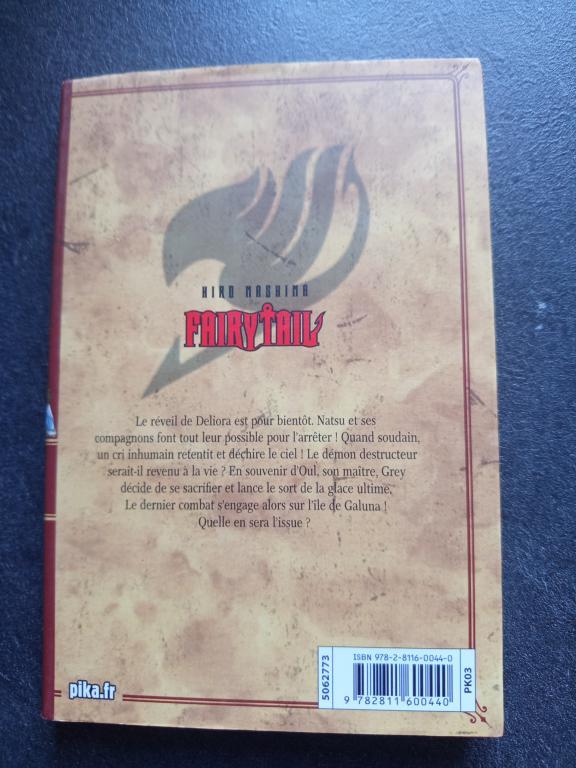 HIRO MASHIMA
FAIRY TAIL
Le réveil de Deliora est pour bientôt. Natsu et ses
compagnons font tout leur possible pour l'arrêter ! Quand soudain,
un cri inhumain retentit et déchire le ciel ! Le démon destructeur
serait-il revenu à la vie ? En souvenir d'Oul, son maître, Grey
décide de se sacrifier et lance le sort de la glace ultime.
Le dernier combat s'engage alors sur l'île de Galuna !
Quelle en sera l'issue ?
pika.fr
5062773
ISBN 978-2-8116-0044-0
9 782811 600440
PK03